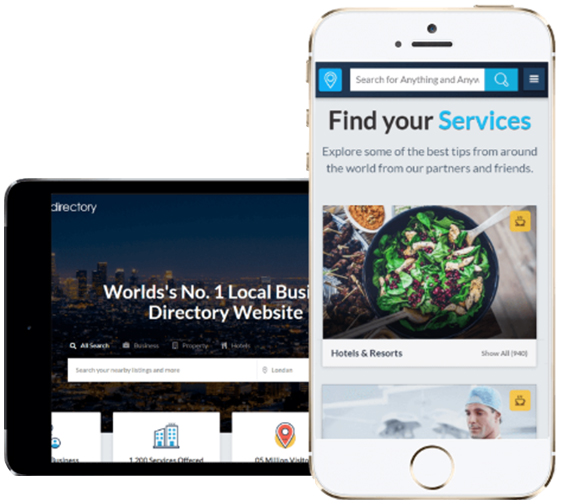 directory
Worlds's No. 1 Local Busi
Directory Website
All Search
Business
Property
Hotels
Search your nearby listings and more
London
Business
1,200 Services Offered
05 Million Visito
Search for Anything and Anyw
Find your Services
Explore some of the best tips from around
the world from our partners and friends.
Hotels & Resorts
Show All (940)